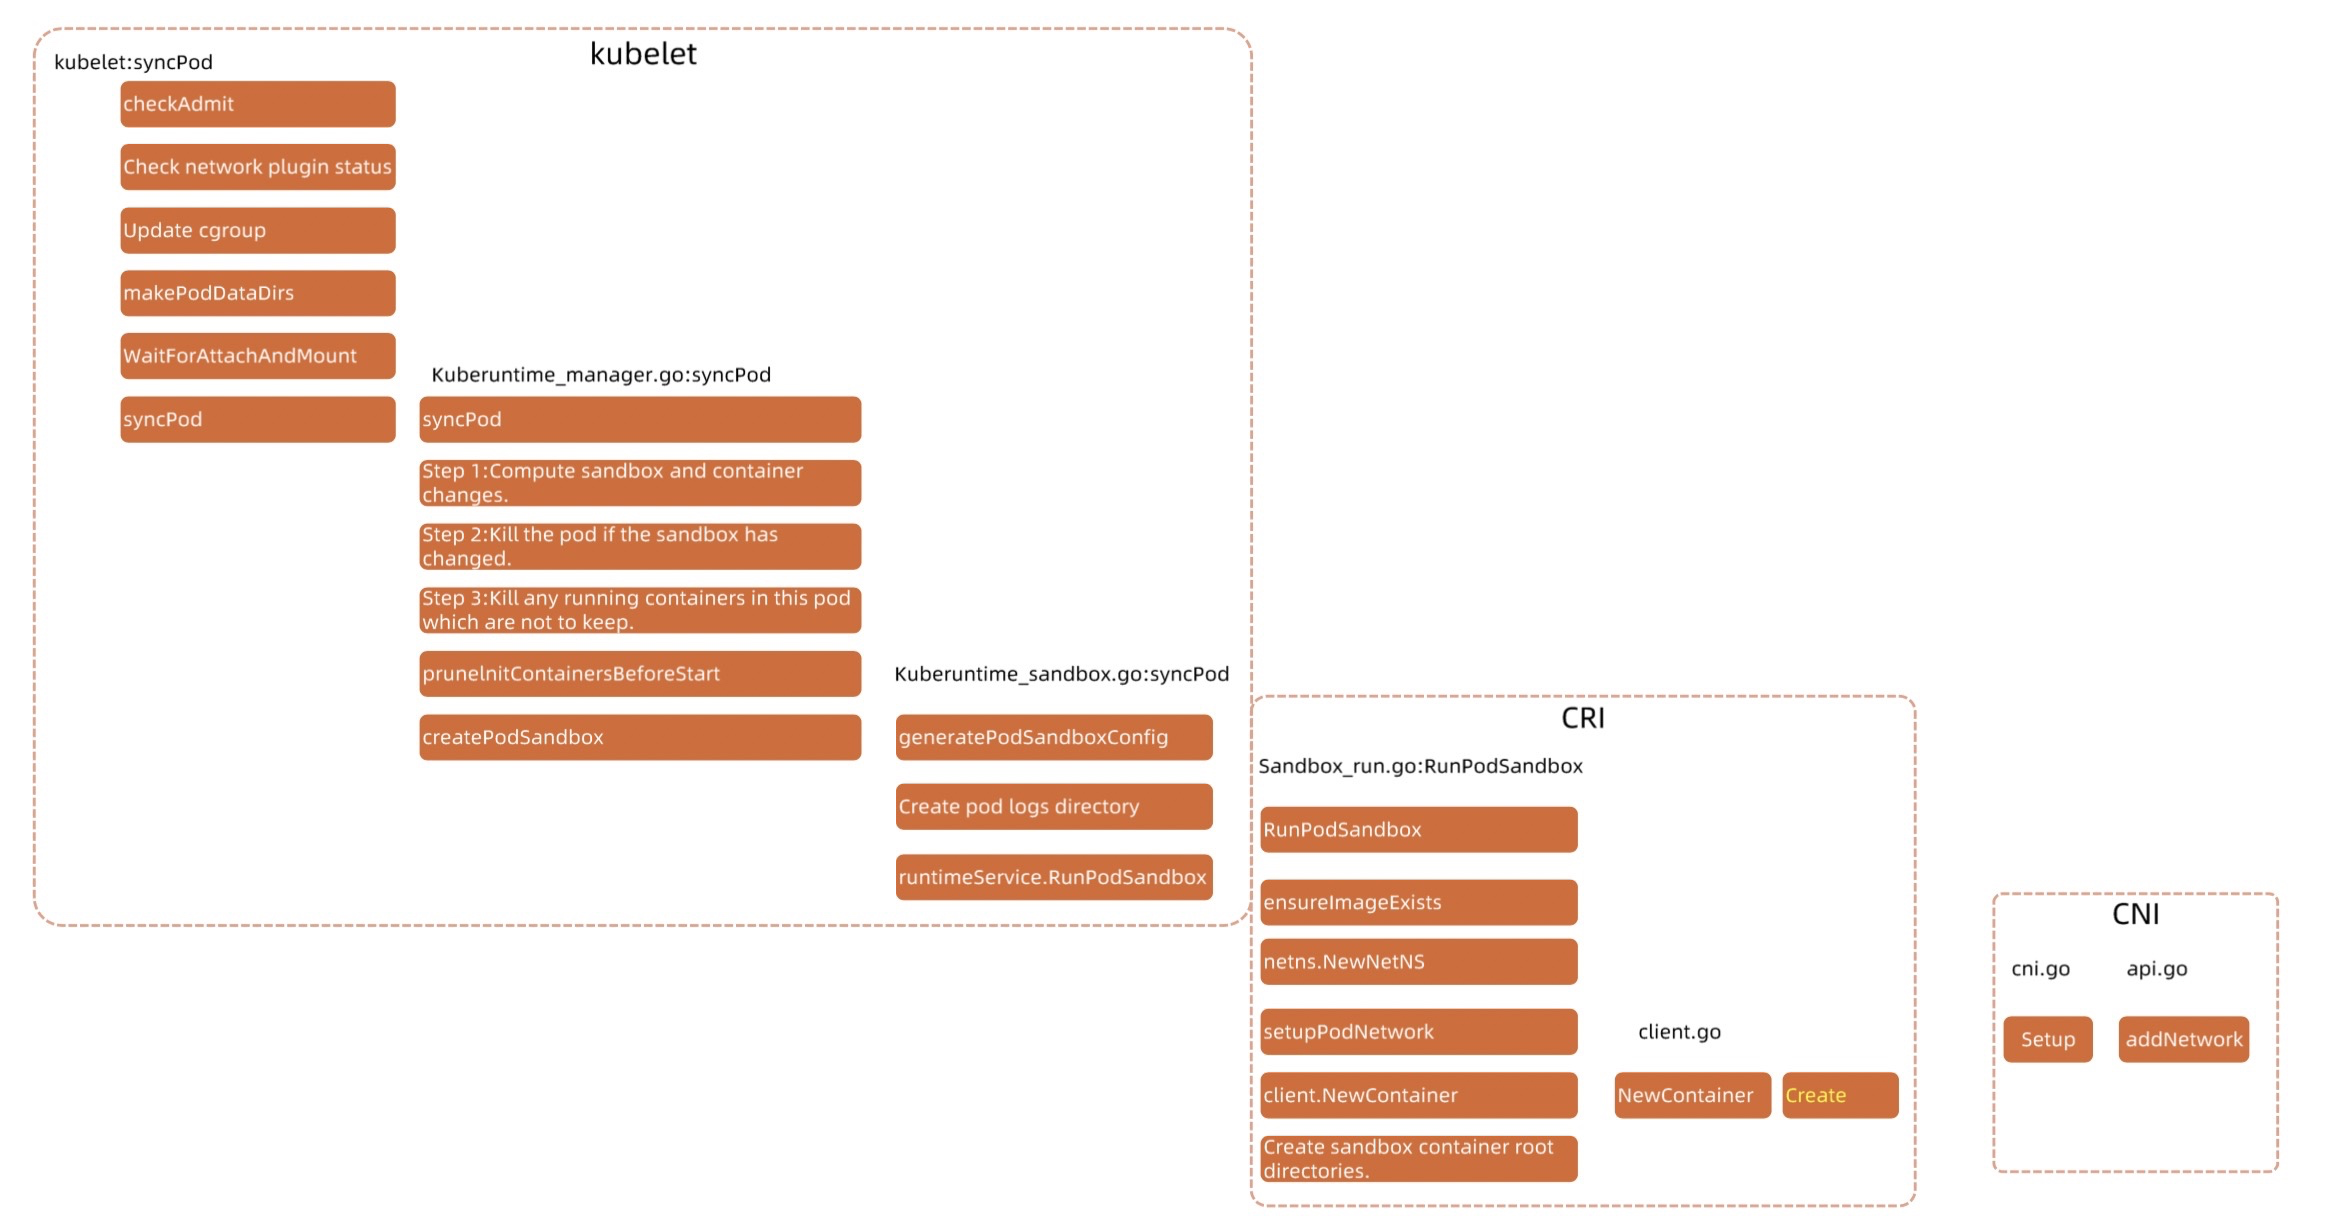 kubelet
kubelet:syncPod
checkAdmit
Check network plugin status
Update cgroup
makePodDataDirs
WaitForAttachAndMount
syncPod
Kuberuntime_manager.go:syncPod
syncPod
Step 1:Compute sandbox and container
changes.
Step 2:Kill the pod if the sandbox has
changed.
Step 3:Kill any running containers in this pod
which are not to keep.
pruneInitContainersBeforeStart
createPodSandbox
Kuberuntime_sandbox.go:syncPod
generatePodSandboxConfig
Create pod logs directory
runtimeService.RunPodSandbox
CRI
Sandbox_run.go:RunPodSandbox
RunPodSandbox
ensureImageExists
netns.NewNetNS
setupPodNetwork
client.NewContainer
Create sandbox container root
directories.
client.go
NewContainer
Create
CNI
cni.go
api.go
Setup
addNetwork